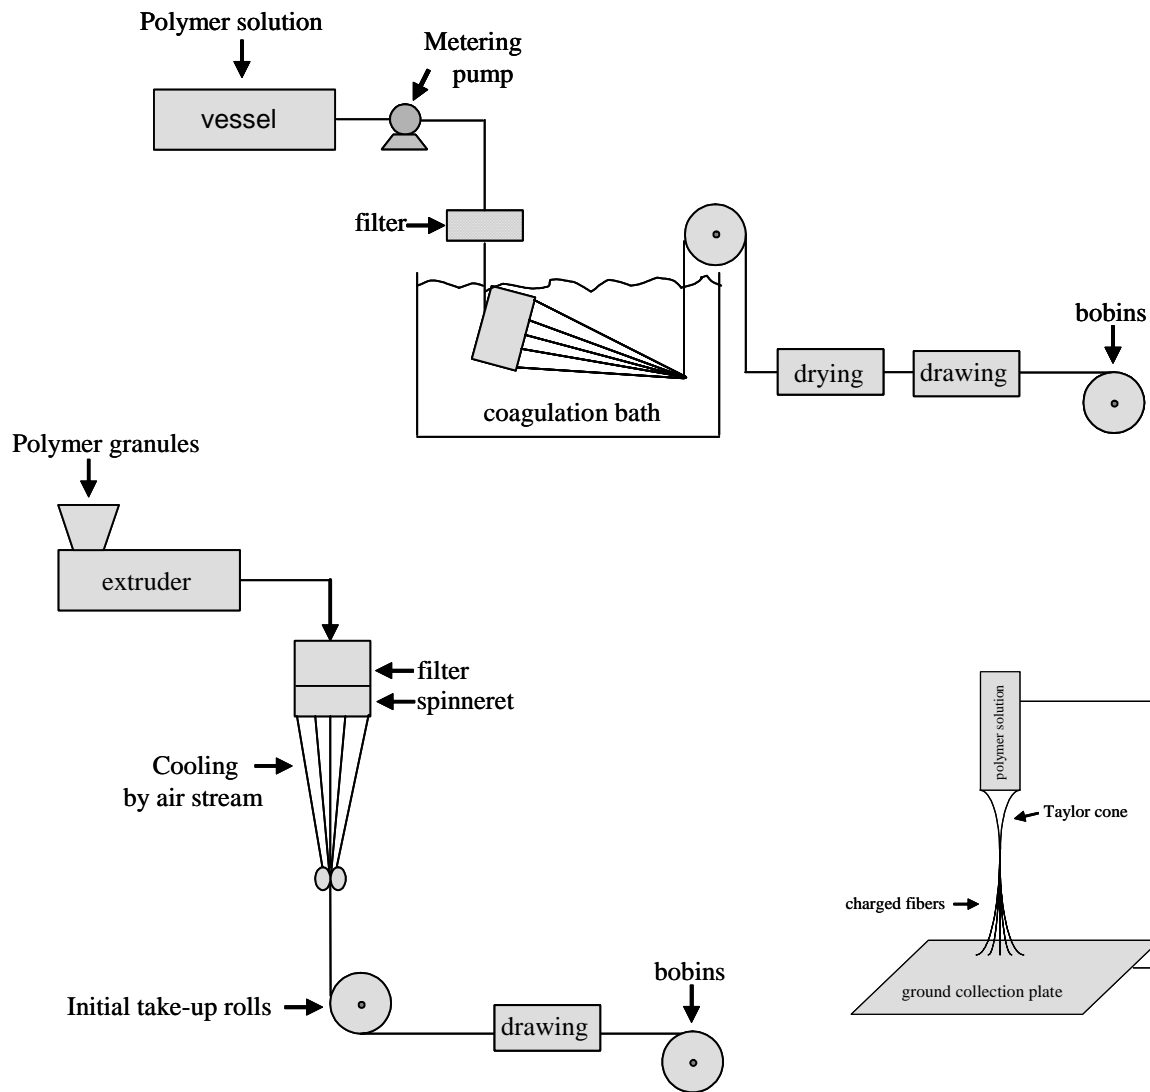 Polymer solution
Metering
pump
vessel
filter
bobins
drying
drawing
coagulation bath
Polymer granules
extruder
filter
spinneret
Cooling
by air stream
Initial take-up rolls
drawing
bobins
polymer solution
Taylor cone
charged fibers
ground collection plate